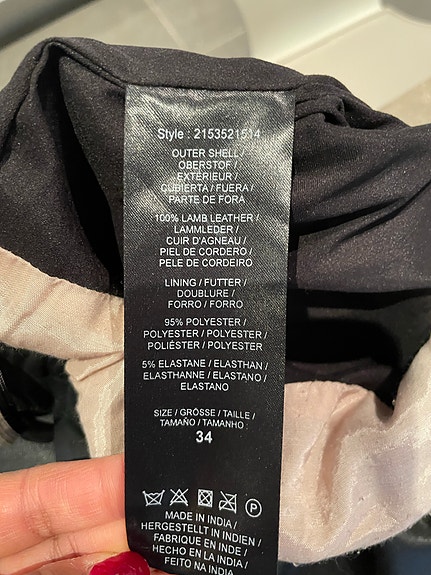 Style : 2153521514
OUTER SHELL /
OBERSTOF /
EXTÉRIEUR /
CUBIERTA / FUERA /
PARTE DE FORA
100% LAMB LEATHER /
LAMMLEDER /
CUIR D'AGNEAU /
PIEL DE CORDERO /
PELE DE CORDEIRO
LINING / FUTTER /
DOUBLURE /
FORRO / FORRO
95% POLYESTER /
POLYESTER / POLYESTER /
POLIÉSTER / POLYESTER
5% ELASTANE / ELASTHAN /
ELASTHANNE / ELASTANO /
ELASTANO
SIZE / GRÖSSE / TAILLE /
TAMAÑO / TAMANHO :
34
P
MADE IN INDIA /
HERGESTELLT IN INDIEN /
FABRIQUE EN INDE /
HECHO EN LA INDIA /
FEITO NA INDIA